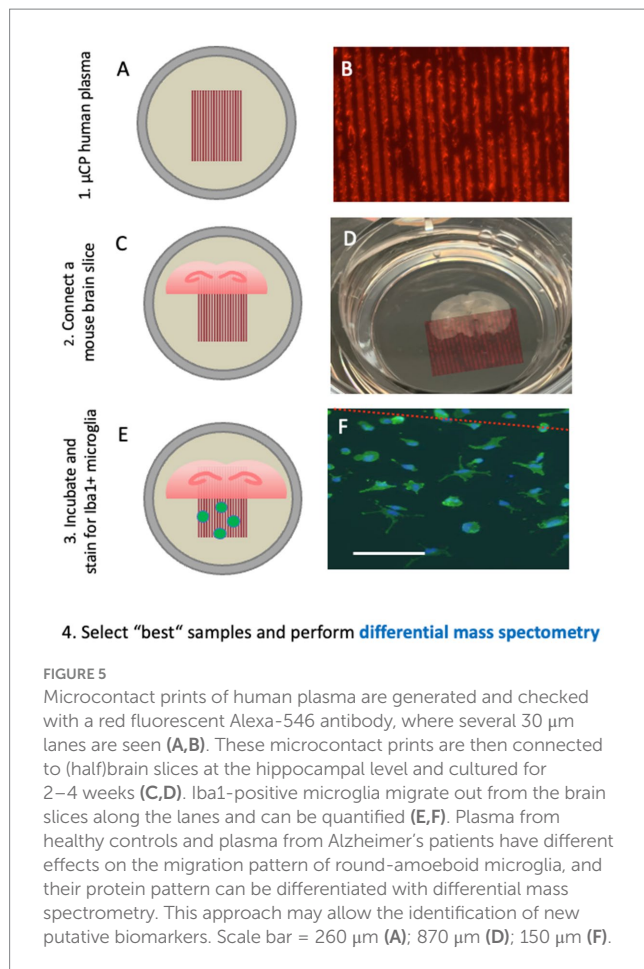 1. µCP human plasma
A
B
2. Connect a
mouse brain slice
C
D
3. Incubate and
stain for Iba1+ microglia
E
F
4. Select "best" samples and perform differential mass spectometry
FIGURE 5
Microcontact prints of human plasma are generated and checked
with a red fluorescent Alexa-546 antibody, where several 30 μm
lanes are seen (A,B). These microcontact prints are then connected
to (half)brain slices at the hippocampal level and cultured for
2–4 weeks (C,D). Iba1-positive microglia migrate out from the brain
slices along the lanes and can be quantified (E,F). Plasma from
healthy controls and plasma from Alzheimer's patients have different
effects on the migration pattern of round-amoeboid microglia, and
their protein pattern can be differentiated with differential mass
spectrometry. This approach may allow the identification of new
putative biomarkers. Scale bar = 260 μm (A); 870 μm (D); 150 μm (F).